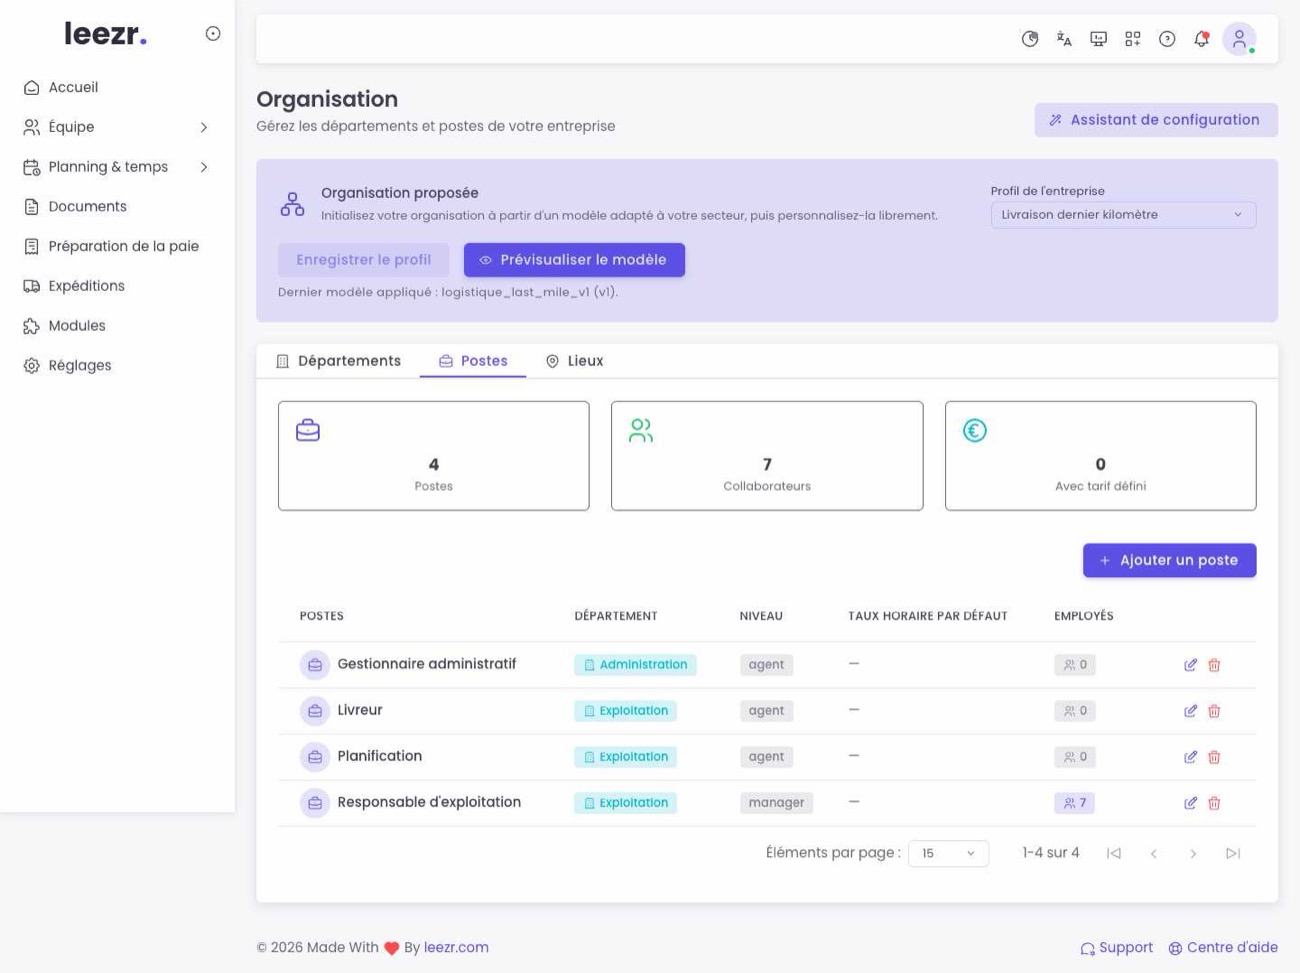 leezr.
Accueil
Équipe
Planning & temps
Documents
Préparation de la paie
Expéditions
Modules
Réglages
Organisation
Gérez les départements et postes de votre entreprise
Assistant de configuration
Organisation proposée
Initialisez votre organisation à partir d'un modèle adapté à votre secteur, puis personnalisez-la librement.
Profil de l'entreprise
Livraison dernier kilomètre
Enregistrer le profil
Prévisualiser le modèle
Dernier modèle appliqué : logistique_last_mile_v1 (v1).
Départements
Postes
Lieux
4
Postes
7
Collaborateurs
0
Avec tarif défini
+ Ajouter un poste
POSTES DÉPARTEMENT NIVEAU TAUX HORAIRE PAR DÉFAUT EMPLOYÉS
Gestionnaire administratif Administration agent — 0
Livreur Exploitation agent — 0
Planification Exploitation agent — 0
Responsable d'exploitation Exploitation manager — 7
Éléments par page : 15 1-4 sur 4
© 2026 Made With By leezr.com
Support
Centre d'aide